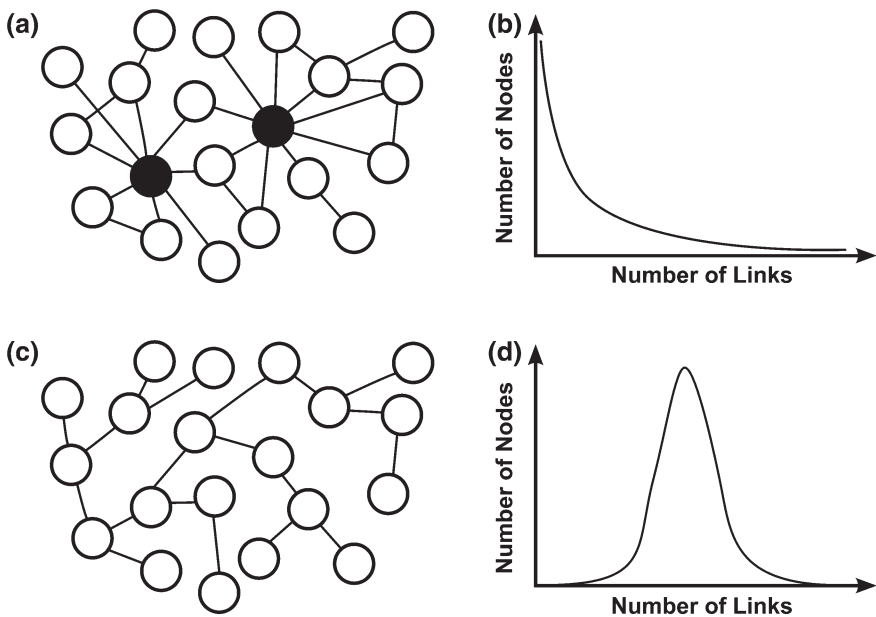 (a)
(b)
Number of Nodes
Number of Links
(c)
(d)
Number of Nodes
Number of Links